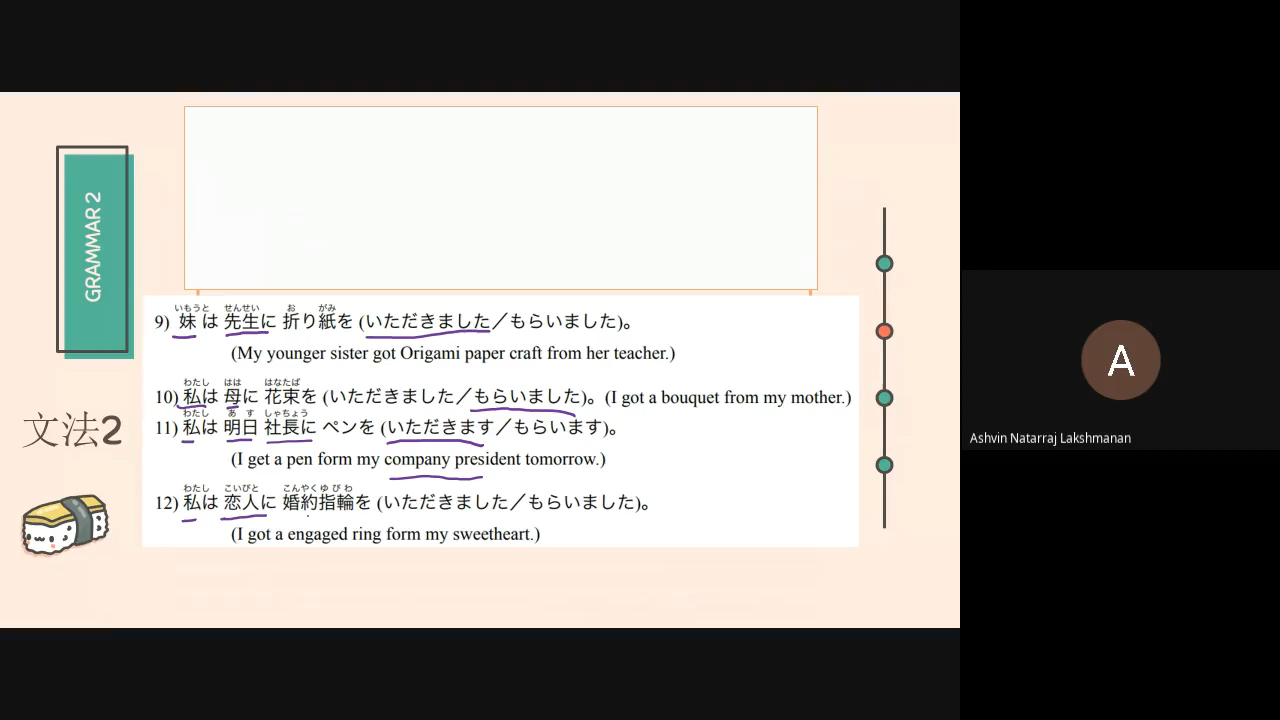 GRAMMAR 2
文法2
いもうと せんせい お がみ
9) 妹は 先生に 折り紙を (いただきました／もらいました)。
(My younger sister got Origami paper craft from her teacher.)
わたし はは はなたば
10) 私は 母に 花束を (いただきました／もらいました)。(I got a bouquet from my mother.)
わたし あ す しゃちょう
11) 私は 明日 社長に ペンを (いただきます／もらいます)。
(I get a pen form my company president tomorrow.)
わたし こいびと こんやく ゆ び わ
12) 私は 恋人に 婚約指輪を (いただきました／もらいました)。
(I got a engaged ring form my sweetheart.)
A
Ashvin Natarraj Lakshmanan